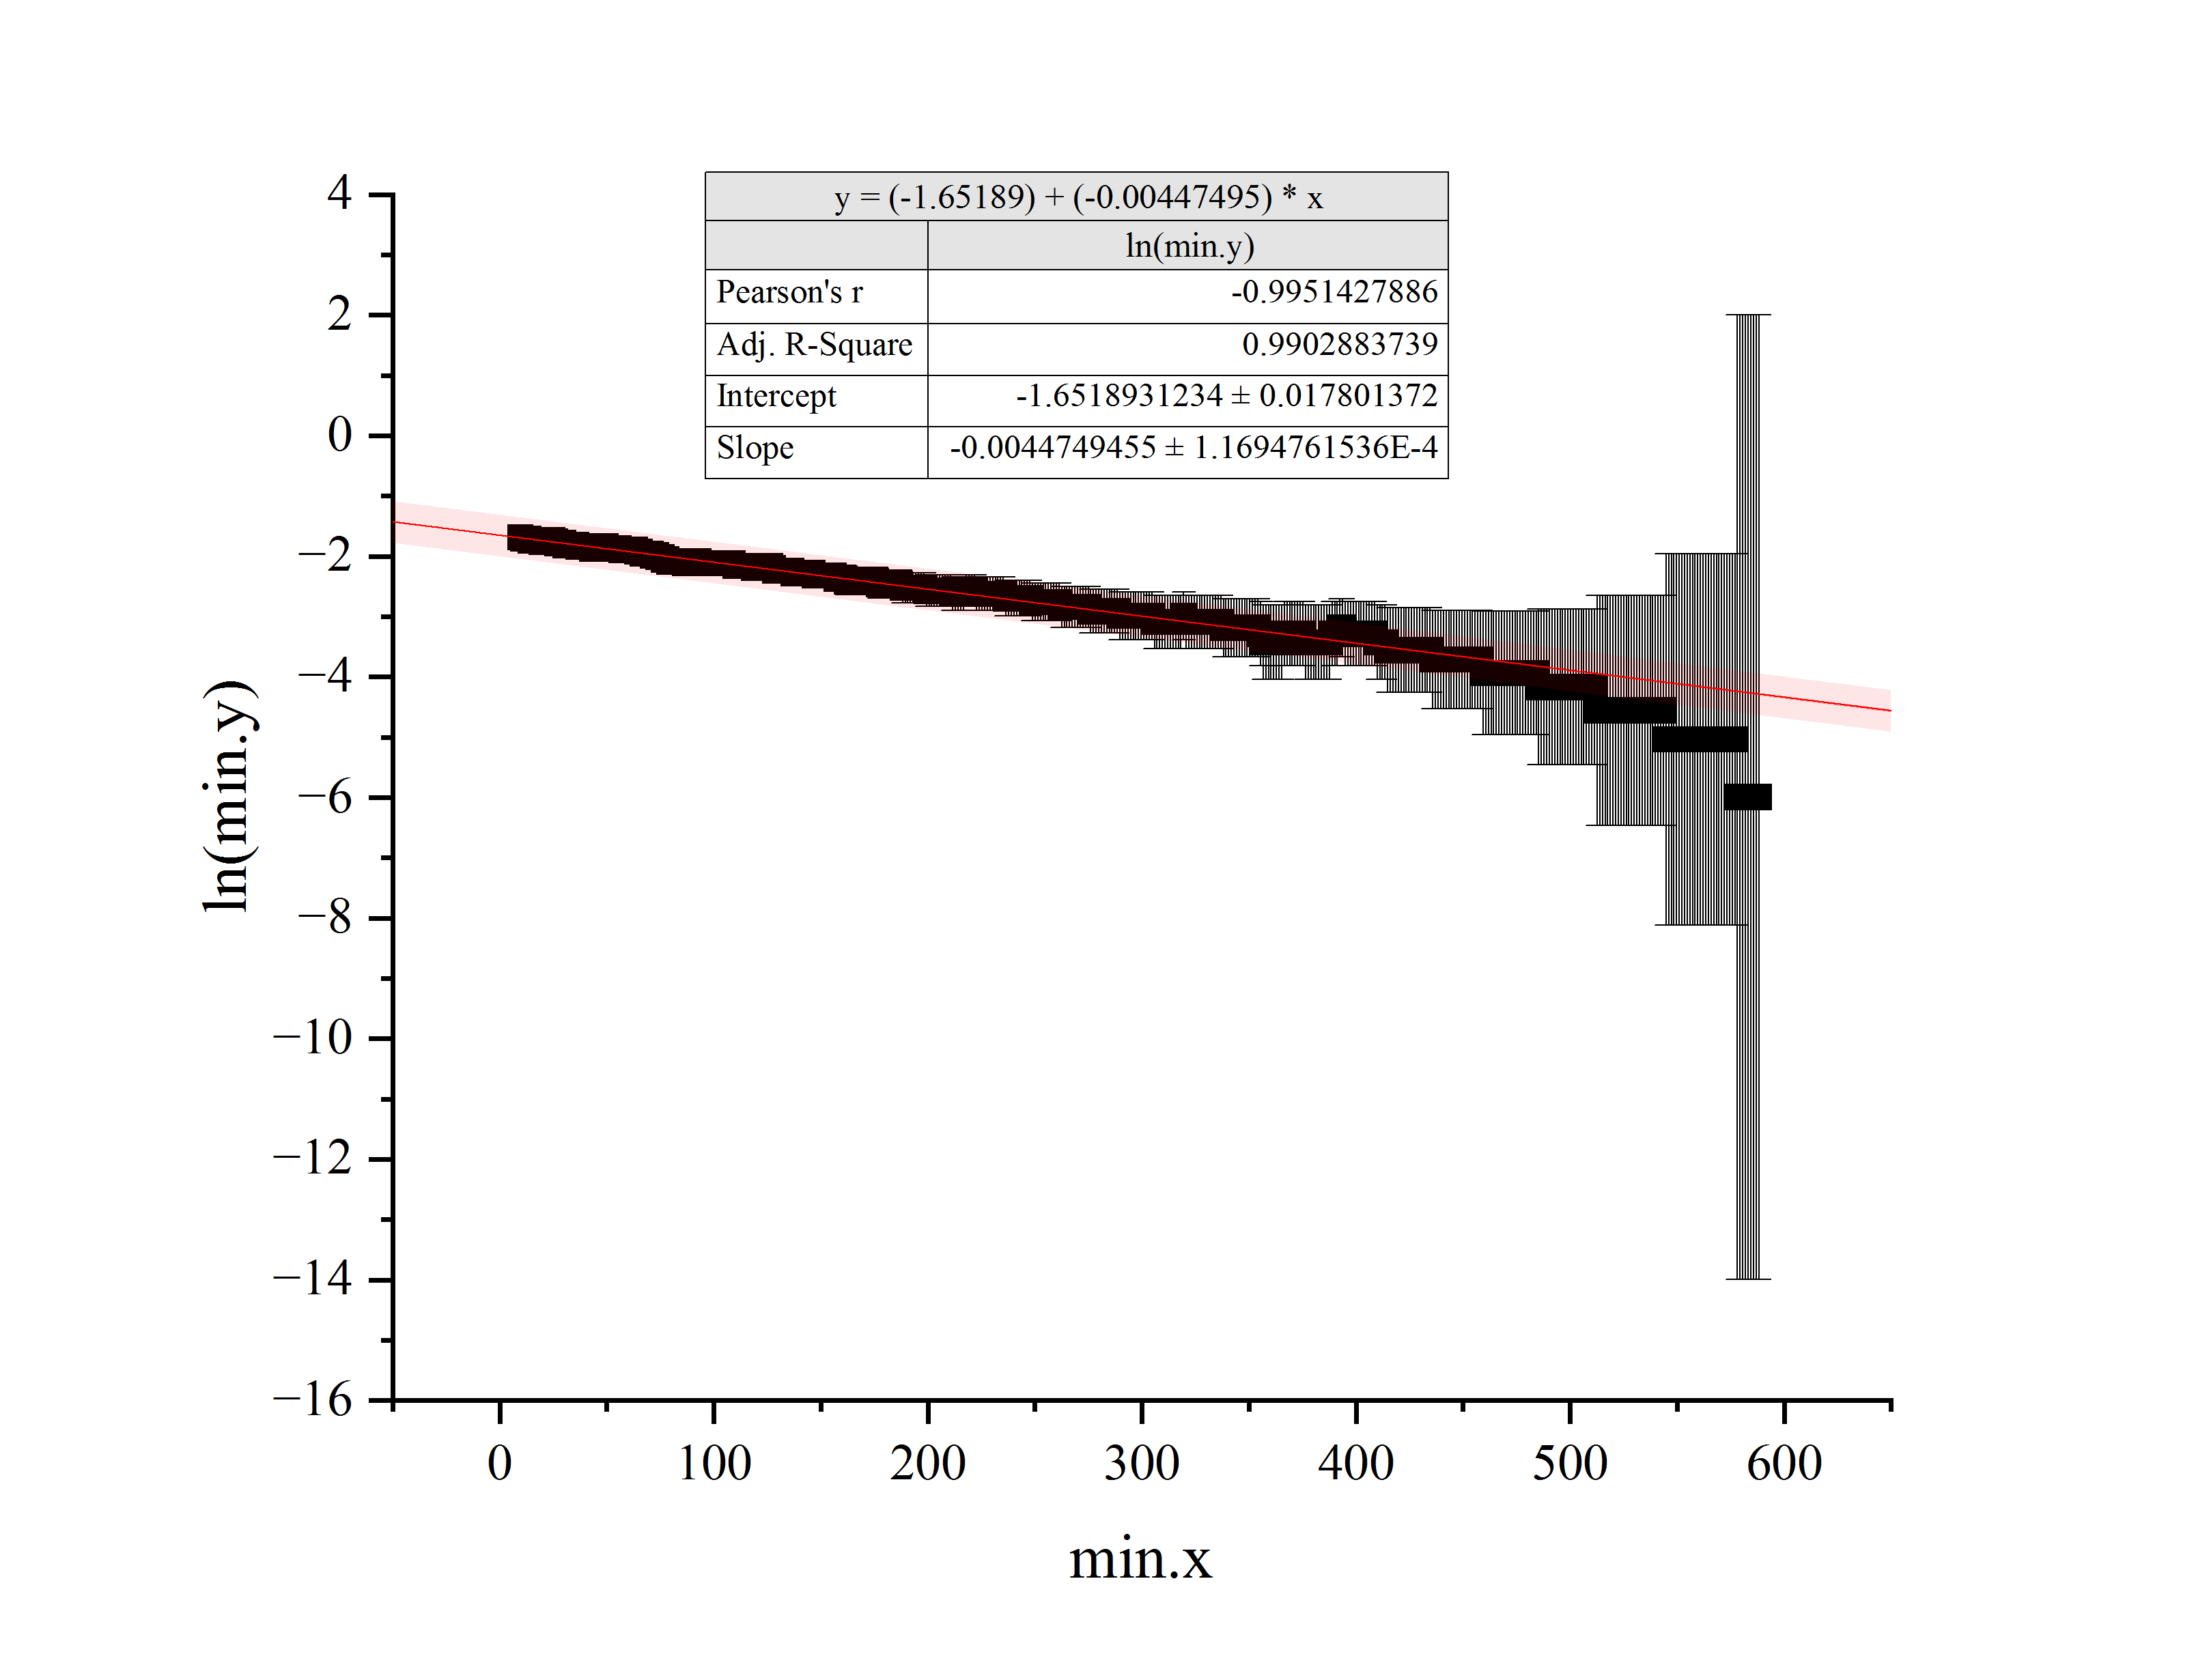 y = (-1.65189) + (-0.00447495) * x
ln(min.y)
Pearson's r -0.9951427886
Adj. R-Square 0.9902883739
Intercept -1.6518931234 ± 0.017801372
Slope -0.0044749455 ± 1.1694761536E-4
4
2
0
−2
−4
−6
−8
−10
−12
−14
−16
ln(min.y)
0 100 200 300 400 500 600
min.x